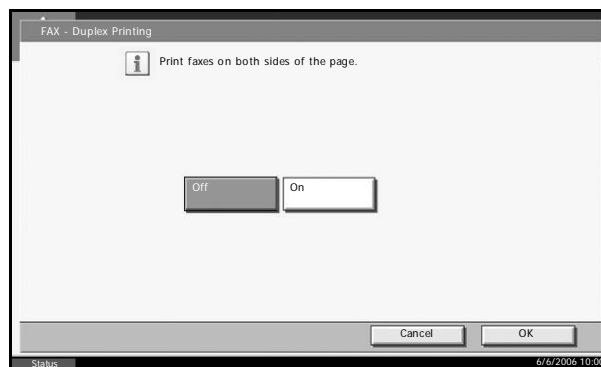 FAX - Duplex Printing
Print faxes on both sides of the page.
Off
On
Cancel
OK
Status
6/6/2006 10:00